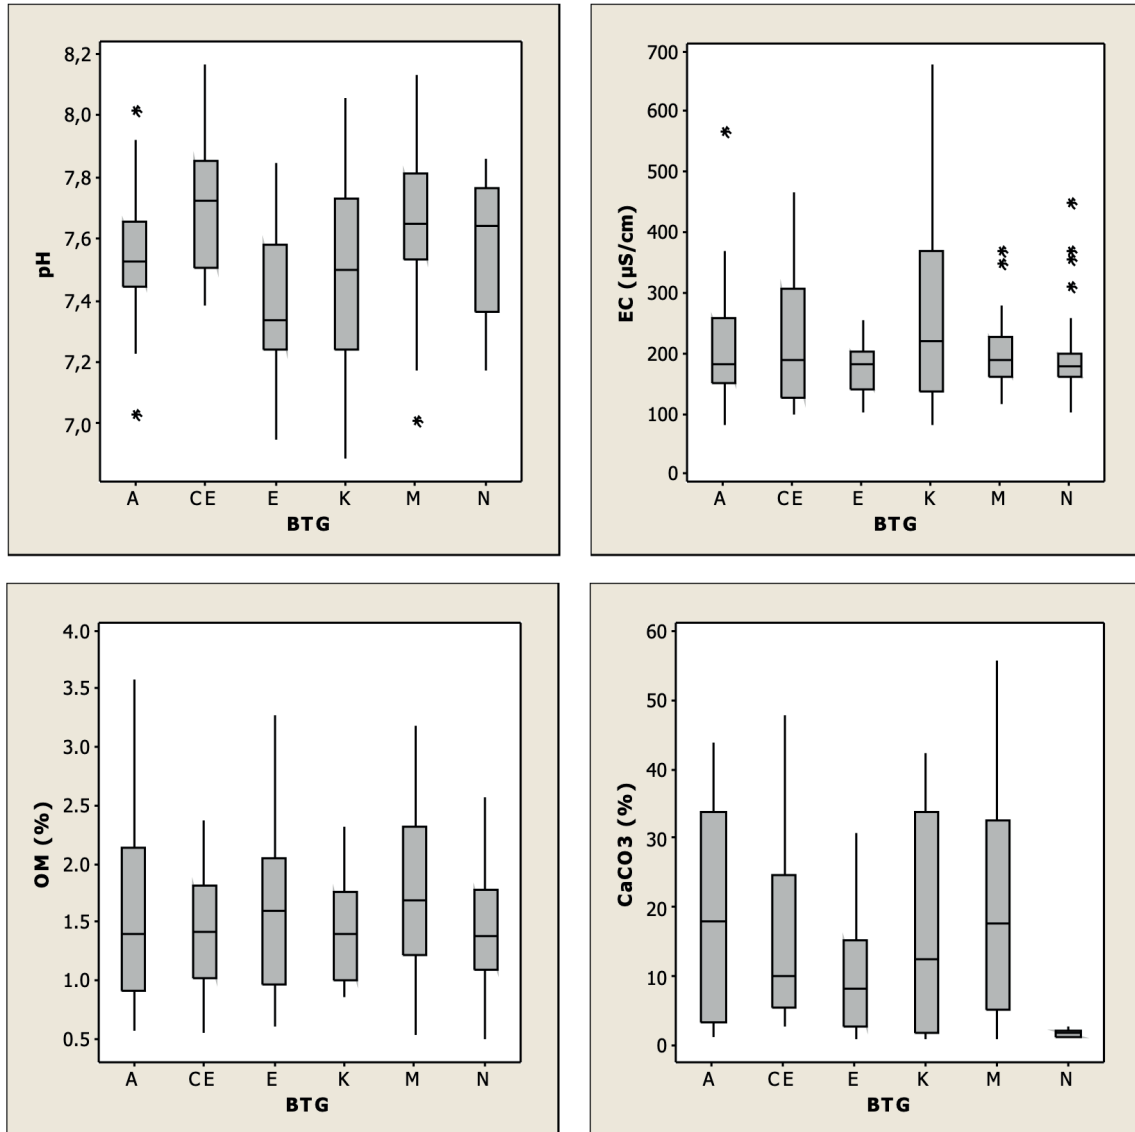 8,2
8,0
7,8
7,6
7,4
7,2
7,0
pH
A CE E K M N
BTG
700
600
500
400
300
200
100
0
EC (µS/cm)
A CE E K M N
BTG
4.0
3.5
3.0
2.5
2.0
1.5
1.0
0.5
OM (%)
A CE E K M N
BTG
60
50
40
30
20
10
0
CaCO3 (%)
A CE E K M N
BTG